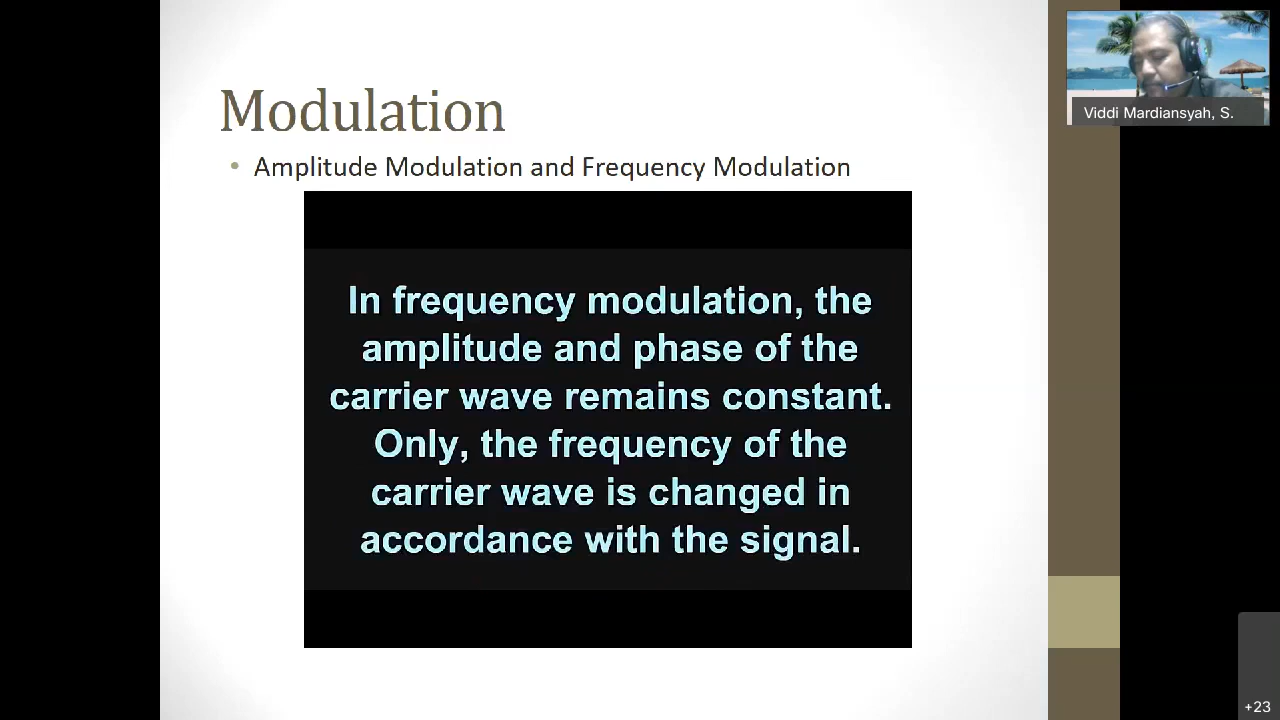 Modulation
• Amplitude Modulation and Frequency Modulation
In frequency modulation, the
amplitude and phase of the
carrier wave remains constant.
Only, the frequency of the
carrier wave is changed in
accordance with the signal.
Viddi Mardiansyah, S.
+23